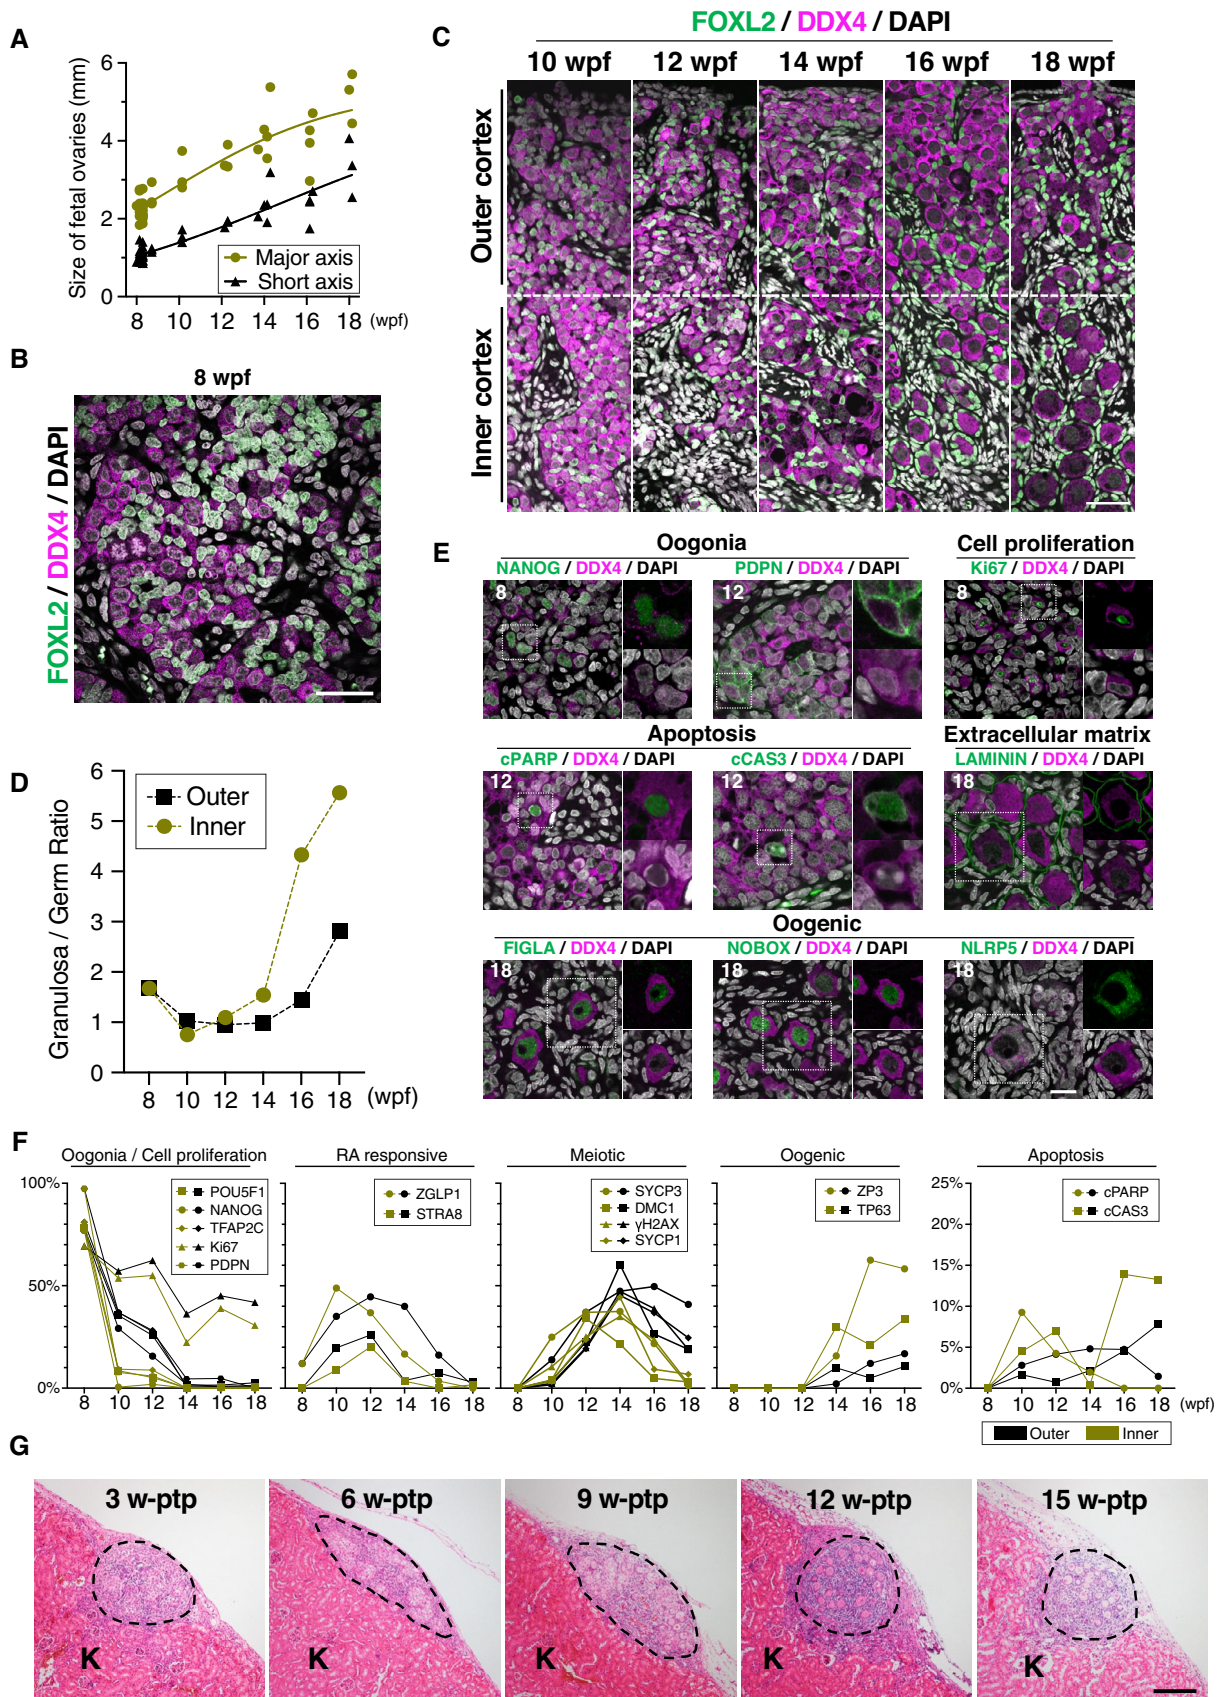 A
Size of fetal ovaries (mm)
6
4
2
0
8 10 12 14 16 18 (wpf)
Major axis
Short axis
B
8 wpf
FOXL2 / DDX4 / DAPI
C
FOXL2 / DDX4 / DAPI
10 wpf 12 wpf 14 wpf 16 wpf 18 wpf
Outer cortex
Inner cortex
D
Granulosa / Germ Ratio
6
5
4
3
2
1
0
8 10 12 14 16 18 (wpf)
Outer
Inner
E
Oogonia Cell proliferation
NANOG / DDX4 / DAPI PDPN / DDX4 / DAPI Ki67 / DDX4 / DAPI
8 12 8
Apoptosis Extracellular matrix
cPARP / DDX4 / DAPI cCAS3 / DDX4 / DAPI LAMININ / DDX4 / DAPI
12 12 18
Oogenic
FIGLA / DDX4 / DAPI NOBOX / DDX4 / DAPI NLRP5 / DDX4 / DAPI
18 18 18
F
Oogonia / Cell proliferation
100%
50%
0%
POU5F1
NANOG
TFAP2C
Ki67
PDPN
8 10 12 14 16 18
RA responsive
ZGLP1
STRA8
8 10 12 14 16 18
Meiotic
SYCP3
DMC1
γH2AX
SYCP1
8 10 12 14 16 18
Oogenic
ZP3
TP63
8 10 12 14 16 18
Apoptosis
25%
20%
15%
10%
5%
0%
cPARP
cCAS3
8 10 12 14 16 18 (wpf)
Outer Inner
G
3 w-ptp 6 w-ptp 9 w-ptp 12 w-ptp 15 w-ptp
K K K K K